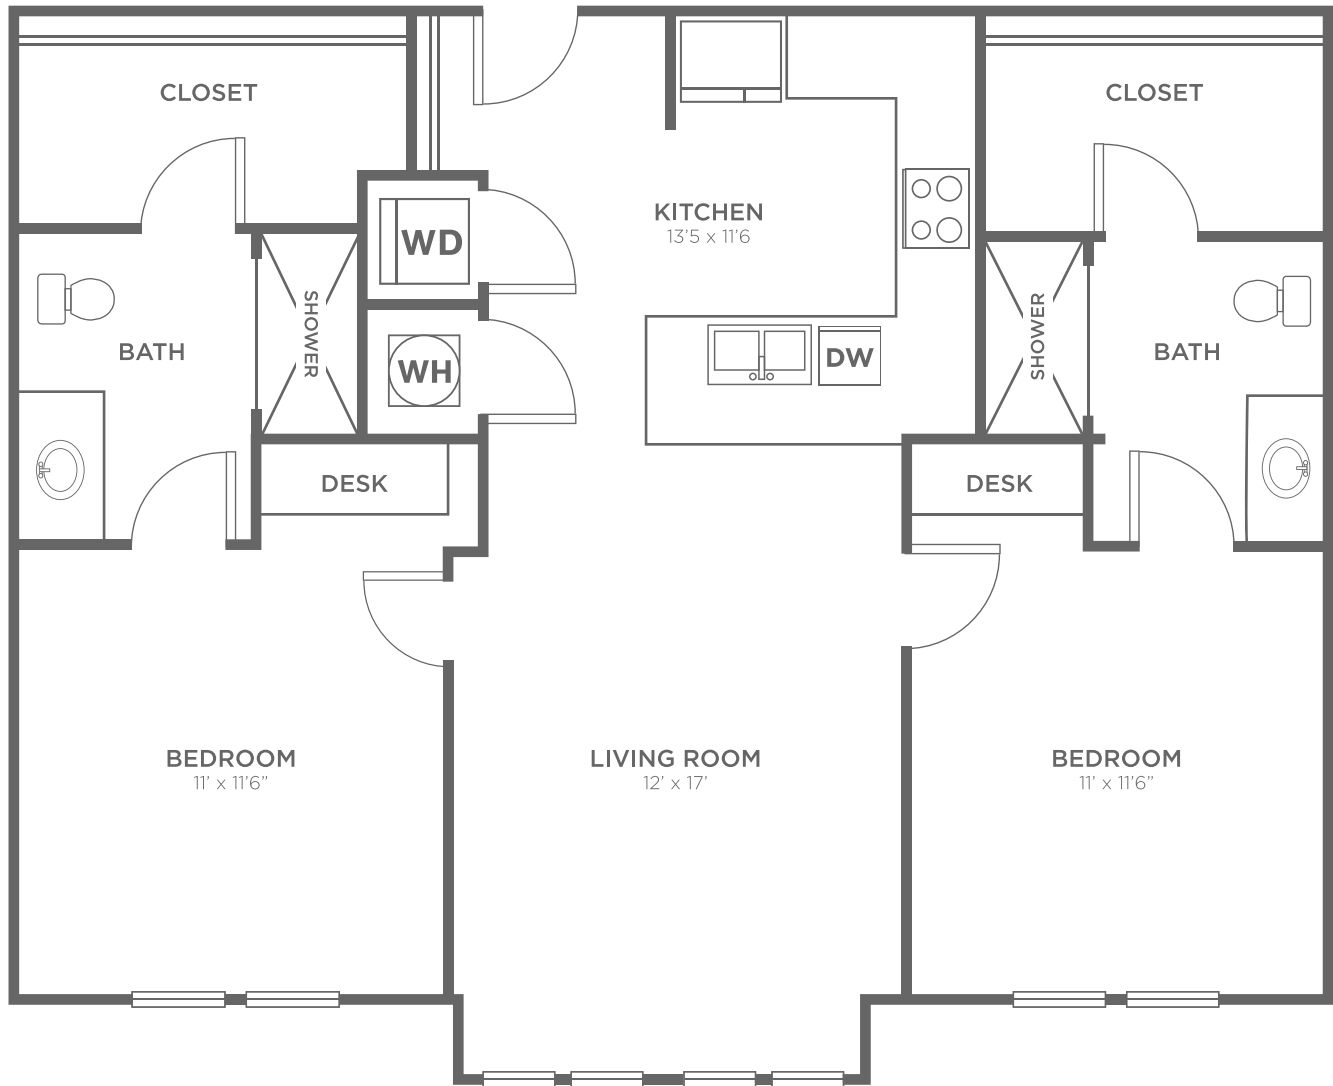 CLOSET
CLOSET
KITCHEN
13'5 x 11'6
WD
SHOWER
SHOWER
BATH
WH
DW
BATH
DESK
DESK
BEDROOM
11' x 11'6"
LIVING ROOM
12' x 17'
BEDROOM
11' x 11'6"